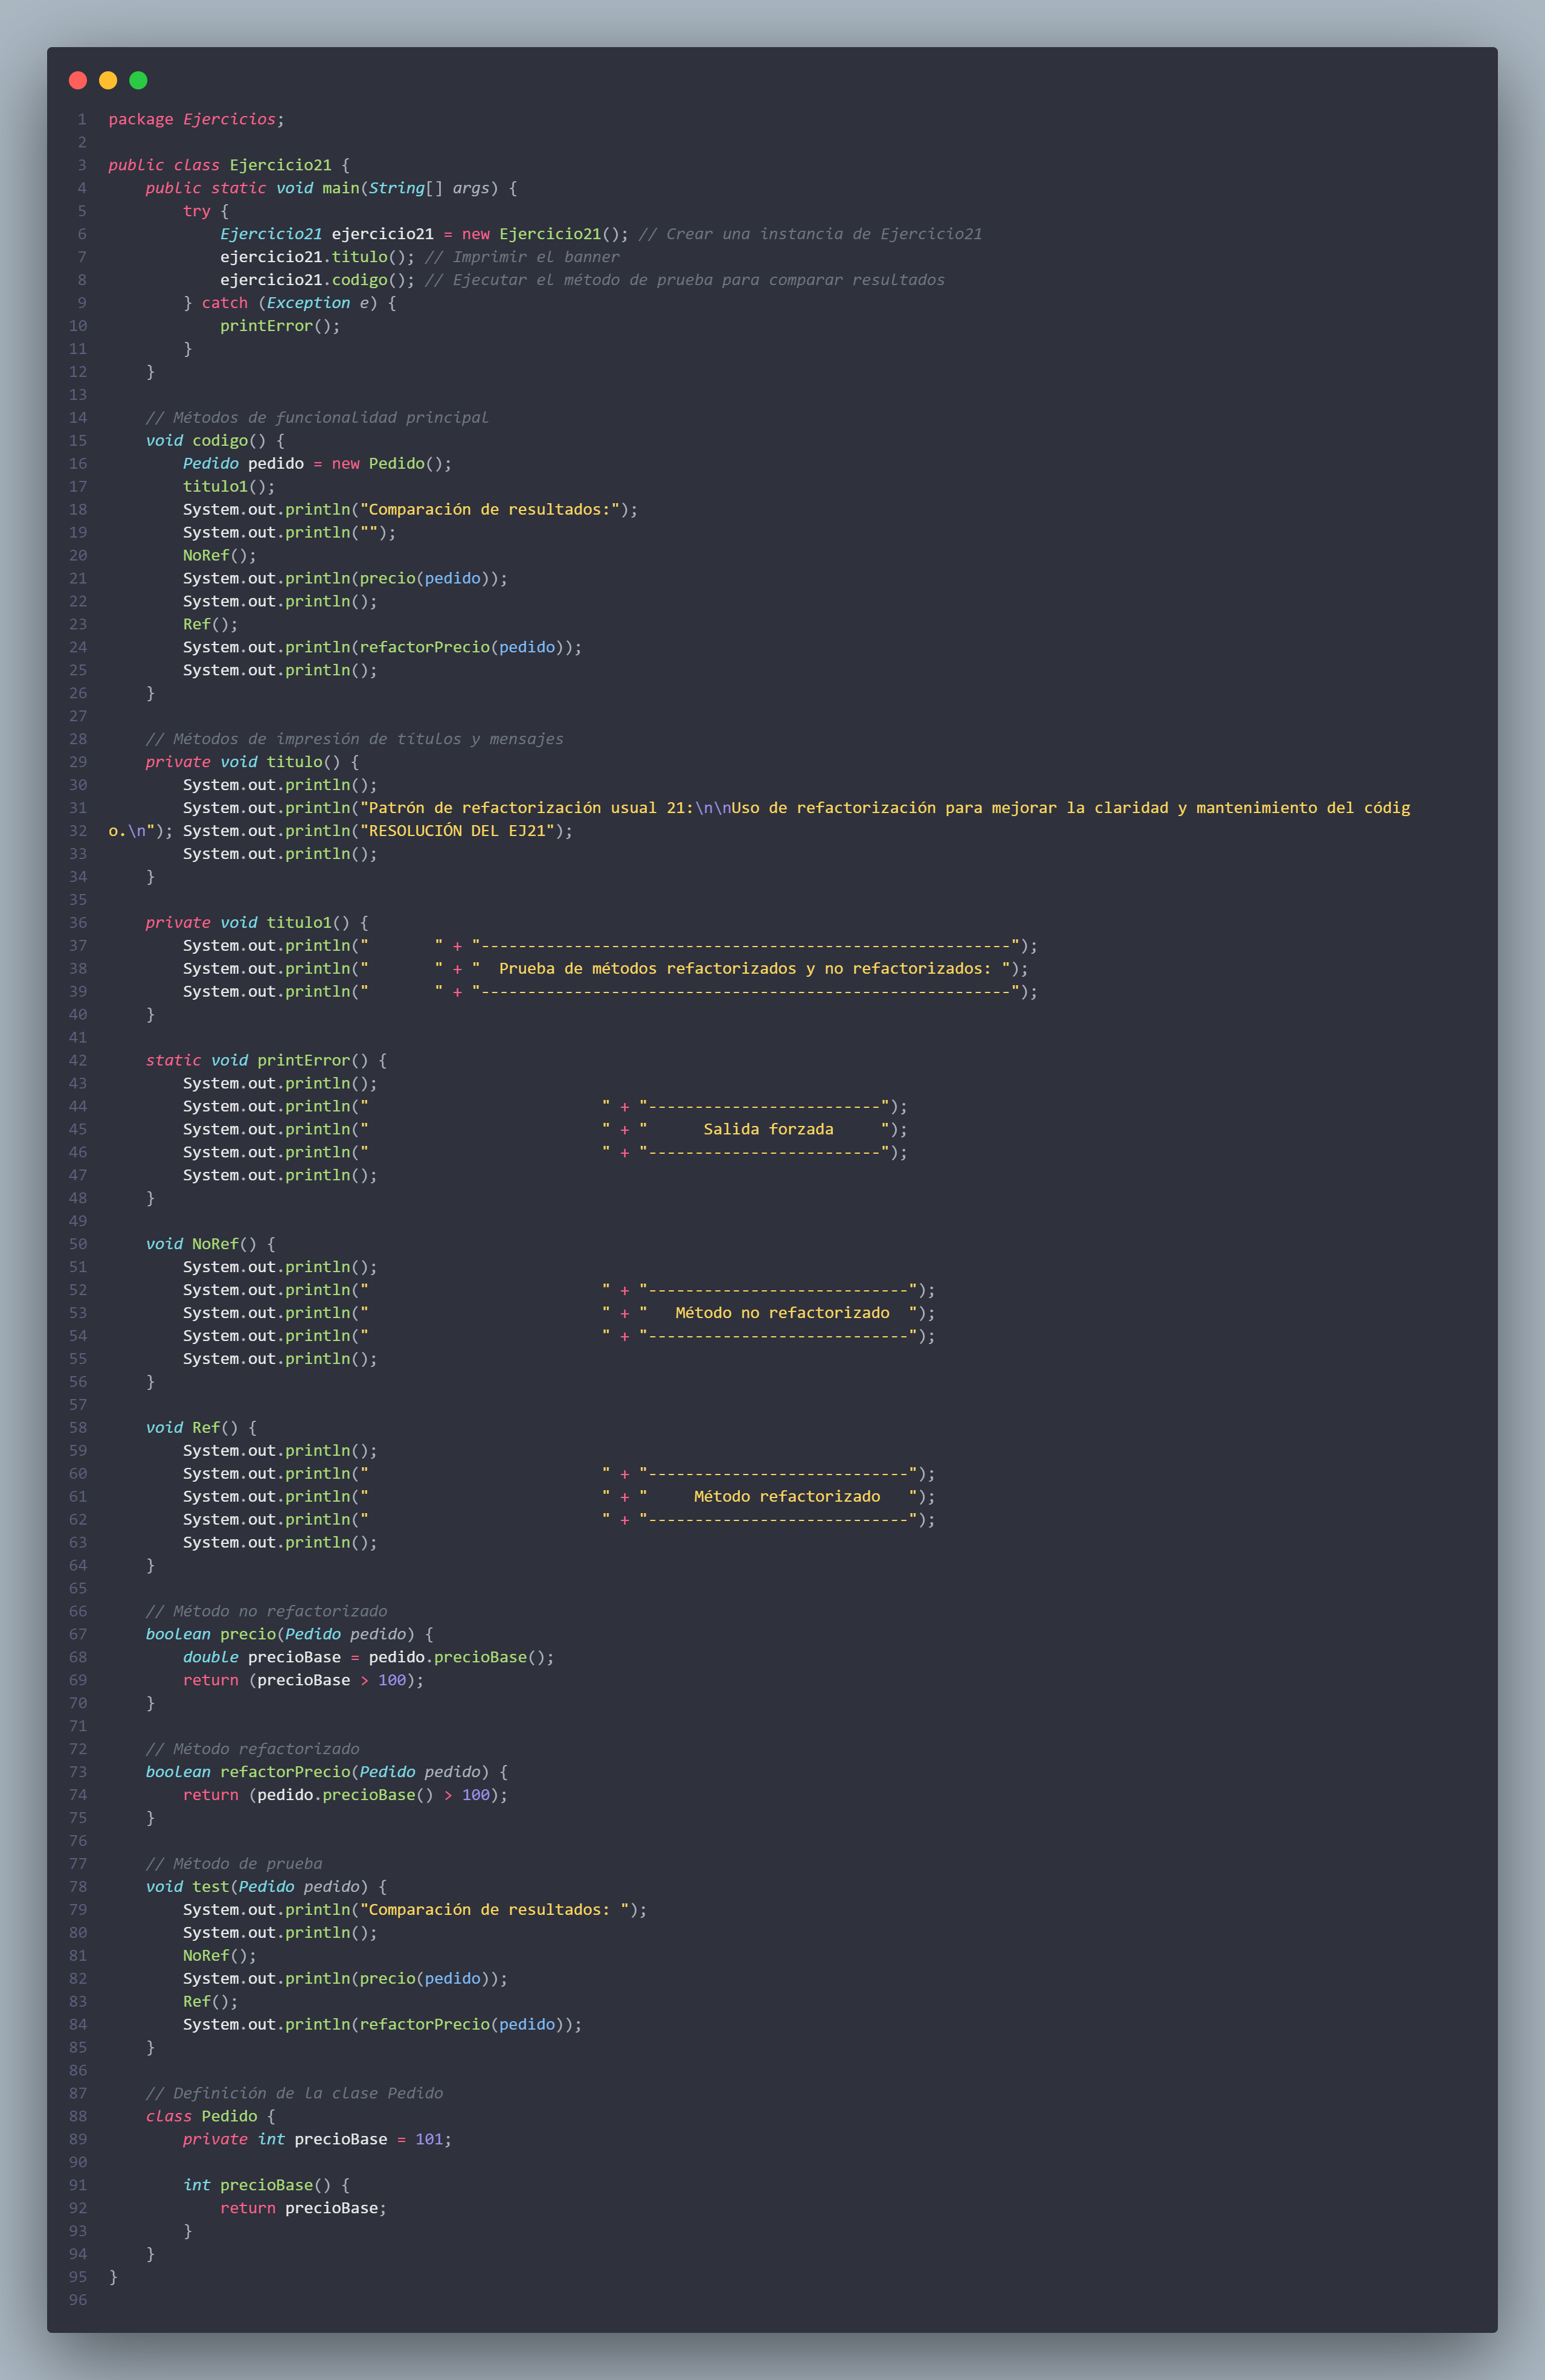 1 package Ejercicios;
2
3 public class Ejercicio21 {
4     public static void main(String[] args) {
5         try {
6             Ejercicio21 ejercicio21 = new Ejercicio21(); // Crear una instancia de Ejercicio21
7             ejercicio21.titulo(); // Imprimir el banner
8             ejercicio21.codigo(); // Ejecutar el método de prueba para comparar resultados
9         } catch (Exception e) {
10             printError();
11         }
12     }
13
14     // Métodos de funcionalidad principal
15     void codigo() {
16         Pedido pedido = new Pedido();
17         titulo1();
18         System.out.println("Comparación de resultados:");
19         System.out.println("");
20         NoRef();
21         System.out.println(precio(pedido));
22         System.out.println();
23         Ref();
24         System.out.println(refactorPrecio(pedido));
25         System.out.println();
26     }
27
28     // Métodos de impresión de títulos y mensajes
29     private void titulo() {
30         System.out.println();
31         System.out.println("Patrón de refactorización usual 21:\n\nUso de refactorización para mejorar la claridad y mantenimiento del códig
32 o.\n"); System.out.println("RESOLUCIÓN DEL EJ21");
33         System.out.println();
34     }
35
36     private void titulo1() {
37         System.out.println("       " + "---------------------------------------------------------");
38         System.out.println("       " + "  Prueba de métodos refactorizados y no refactorizados: ");
39         System.out.println("       " + "---------------------------------------------------------");
40     }
41
42     static void printError() {
43         System.out.println();
44         System.out.println("                         " + "-------------------------");
45         System.out.println("                         " + "      Salida forzada     ");
46         System.out.println("                         " + "-------------------------");
47         System.out.println();
48     }
49
50     void NoRef() {
51         System.out.println();
52         System.out.println("                         " + "----------------------------");
53         System.out.println("                         " + "   Método no refactorizado  ");
54         System.out.println("                         " + "----------------------------");
55         System.out.println();
56     }
57
58     void Ref() {
59         System.out.println();
60         System.out.println("                         " + "----------------------------");
61         System.out.println("                         " + "     Método refactorizado   ");
62         System.out.println("                         " + "----------------------------");
63         System.out.println();
64     }
65
66     // Método no refactorizado
67     boolean precio(Pedido pedido) {
68         double precioBase = pedido.precioBase();
69         return (precioBase > 100);
70     }
71
72     // Método refactorizado
73     boolean refactorPrecio(Pedido pedido) {
74         return (pedido.precioBase() > 100);
75     }
76
77     // Método de prueba
78     void test(Pedido pedido) {
79         System.out.println("Comparación de resultados: ");
80         System.out.println();
81         NoRef();
82         System.out.println(precio(pedido));
83         Ref();
84         System.out.println(refactorPrecio(pedido));
85     }
86
87     // Definición de la clase Pedido
88     class Pedido {
89         private int precioBase = 101;
90
91         int precioBase() {
92             return precioBase;
93         }
94     }
95 }
96